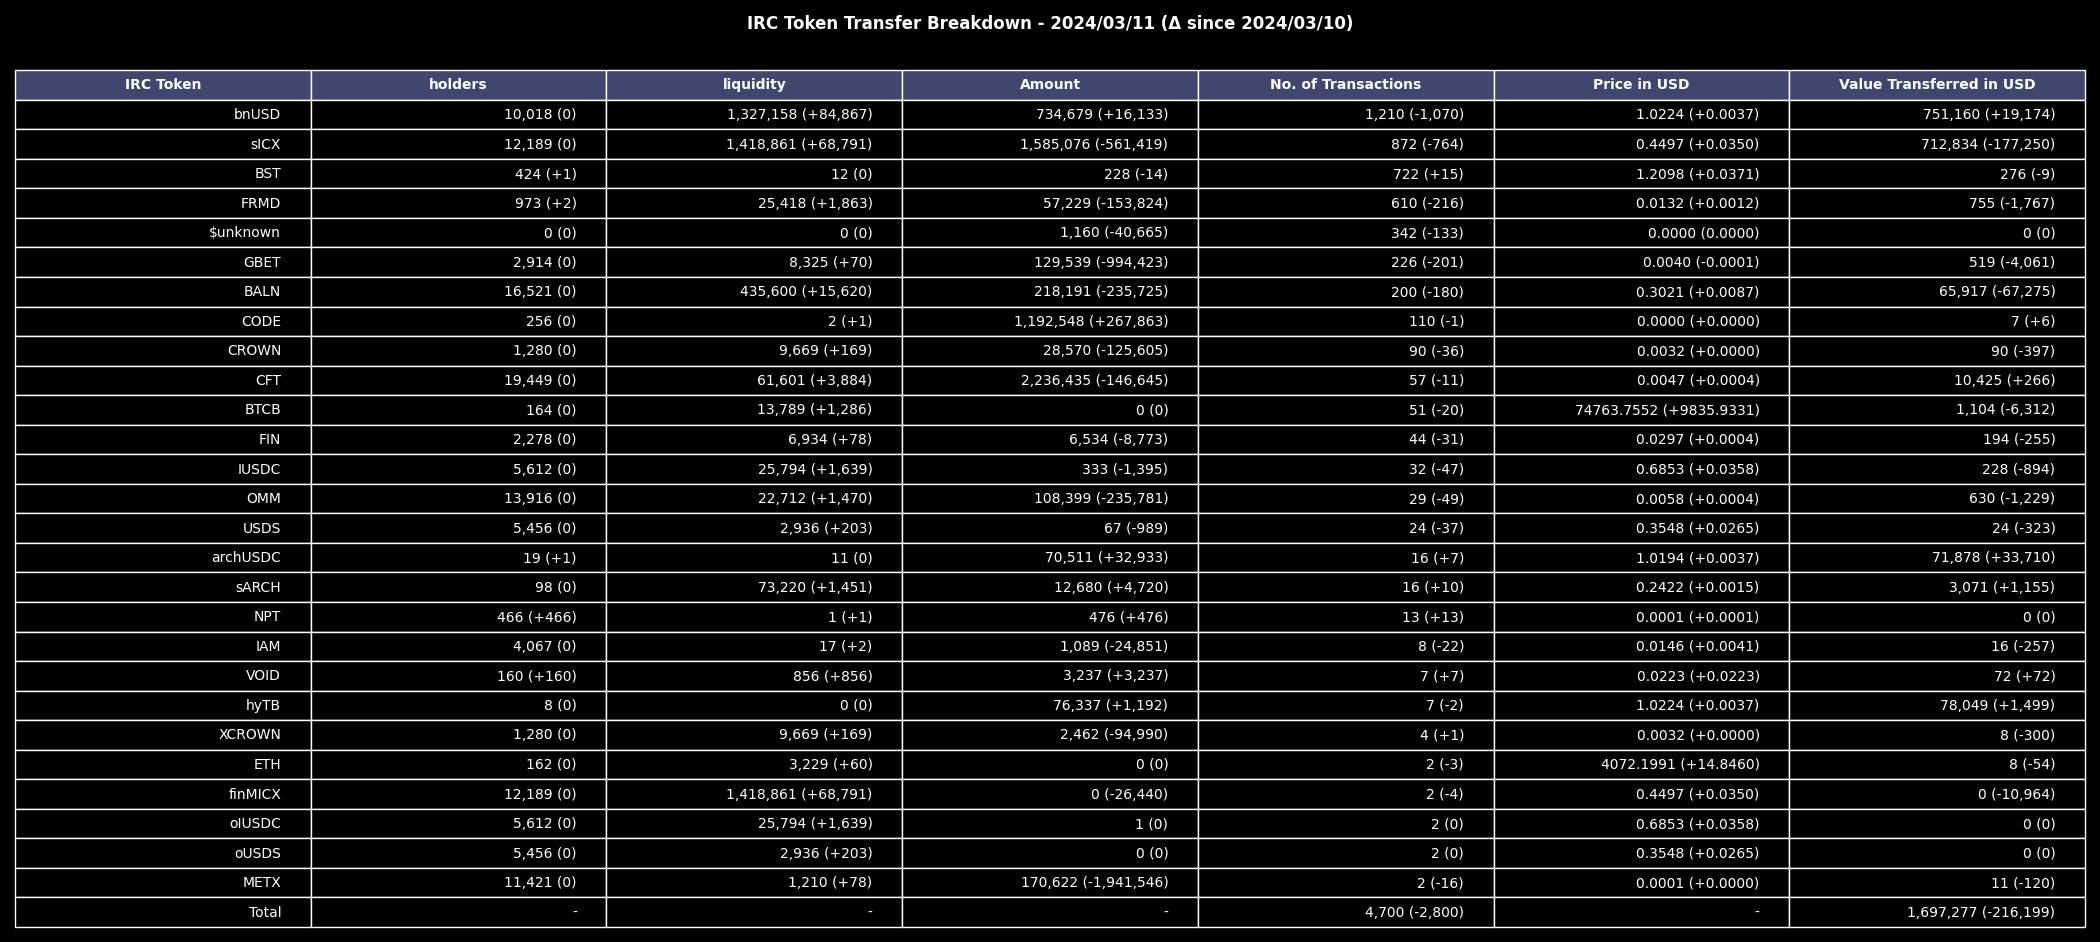 IRC Token Transfer Breakdown - 2024/03/11 (Δ since 2024/03/10)
IRC Token holders liquidity Amount No. of Transactions Price in USD Value Transferred in USD
bnUSD 10,018 (0) 1,327,158 (+84,867) 734,679 (+16,133) 1,210 (-1,070) 1.0224 (+0.0037) 751,160 (+19,174)
sICX 12,189 (0) 1,418,861 (+68,791) 1,585,076 (-561,419) 872 (-764) 0.4497 (+0.0350) 712,834 (-177,250)
BST 424 (+1) 12 (0) 228 (-14) 722 (+15) 1.2098 (+0.0371) 276 (-9)
FRMD 973 (+2) 25,418 (+1,863) 57,229 (-153,824) 610 (-216) 0.0132 (+0.0012) 755 (-1,767)
$unknown 0 (0) 0 (0) 1,160 (-40,665) 342 (-133) 0.0000 (0.0000) 0 (0)
GBET 2,914 (0) 8,325 (+70) 129,539 (-994,423) 226 (-201) 0.0040 (-0.0001) 519 (-4,061)
BALN 16,521 (0) 435,600 (+15,620) 218,191 (-235,725) 200 (-180) 0.3021 (+0.0087) 65,917 (-67,275)
CODE 256 (0) 2 (+1) 1,192,548 (+267,863) 110 (-1) 0.0000 (+0.0000) 7 (+6)
CROWN 1,280 (0) 9,669 (+169) 28,570 (-125,605) 90 (-36) 0.0032 (+0.0000) 90 (-397)
CFT 19,449 (0) 61,601 (+3,884) 2,236,435 (-146,645) 57 (-11) 0.0047 (+0.0004) 10,425 (+266)
BTCB 164 (0) 13,789 (+1,286) 0 (0) 51 (-20) 74763.7552 (+9835.9331) 1,104 (-6,312)
FIN 2,278 (0) 6,934 (+78) 6,534 (-8,773) 44 (-31) 0.0297 (+0.0004) 194 (-255)
IUSDC 5,612 (0) 25,794 (+1,639) 333 (-1,395) 32 (-47) 0.6853 (+0.0358) 228 (-894)
OMM 13,916 (0) 22,712 (+1,470) 108,399 (-235,781) 29 (-49) 0.0058 (+0.0004) 630 (-1,229)
USDS 5,456 (0) 2,936 (+203) 67 (-989) 24 (-37) 0.3548 (+0.0265) 24 (-323)
archUSDC 19 (+1) 11 (0) 70,511 (+32,933) 16 (+7) 1.0194 (+0.0037) 71,878 (+33,710)
sARCH 98 (0) 73,220 (+1,451) 12,680 (+4,720) 16 (+10) 0.2422 (+0.0015) 3,071 (+1,155)
NPT 466 (+466) 1 (+1) 476 (+476) 13 (+13) 0.0001 (+0.0001) 0 (0)
IAM 4,067 (0) 17 (+2) 1,089 (-24,851) 8 (-22) 0.0146 (+0.0041) 16 (-257)
VOID 160 (+160) 856 (+856) 3,237 (+3,237) 7 (+7) 0.0223 (+0.0223) 72 (+72)
hyTB 8 (0) 0 (0) 76,337 (+1,192) 7 (-2) 1.0224 (+0.0037) 78,049 (+1,499)
XCROWN 1,280 (0) 9,669 (+169) 2,462 (-94,990) 4 (+1) 0.0032 (+0.0000) 8 (-300)
ETH 162 (0) 3,229 (+60) 0 (0) 2 (-3) 4072.1991 (+14.8460) 8 (-54)
finMICX 12,189 (0) 1,418,861 (+68,791) 0 (-26,440) 2 (-4) 0.4497 (+0.0350) 0 (-10,964)
oIUSDC 5,612 (0) 25,794 (+1,639) 1 (0) 2 (0) 0.6853 (+0.0358) 0 (0)
oUSDS 5,456 (0) 2,936 (+203) 0 (0) 2 (0) 0.3548 (+0.0265) 0 (0)
METX 11,421 (0) 1,210 (+78) 170,622 (-1,941,546) 2 (-16) 0.0001 (+0.0000) 11 (-120)
Total - - - 4,700 (-2,800) - 1,697,277 (-216,199)